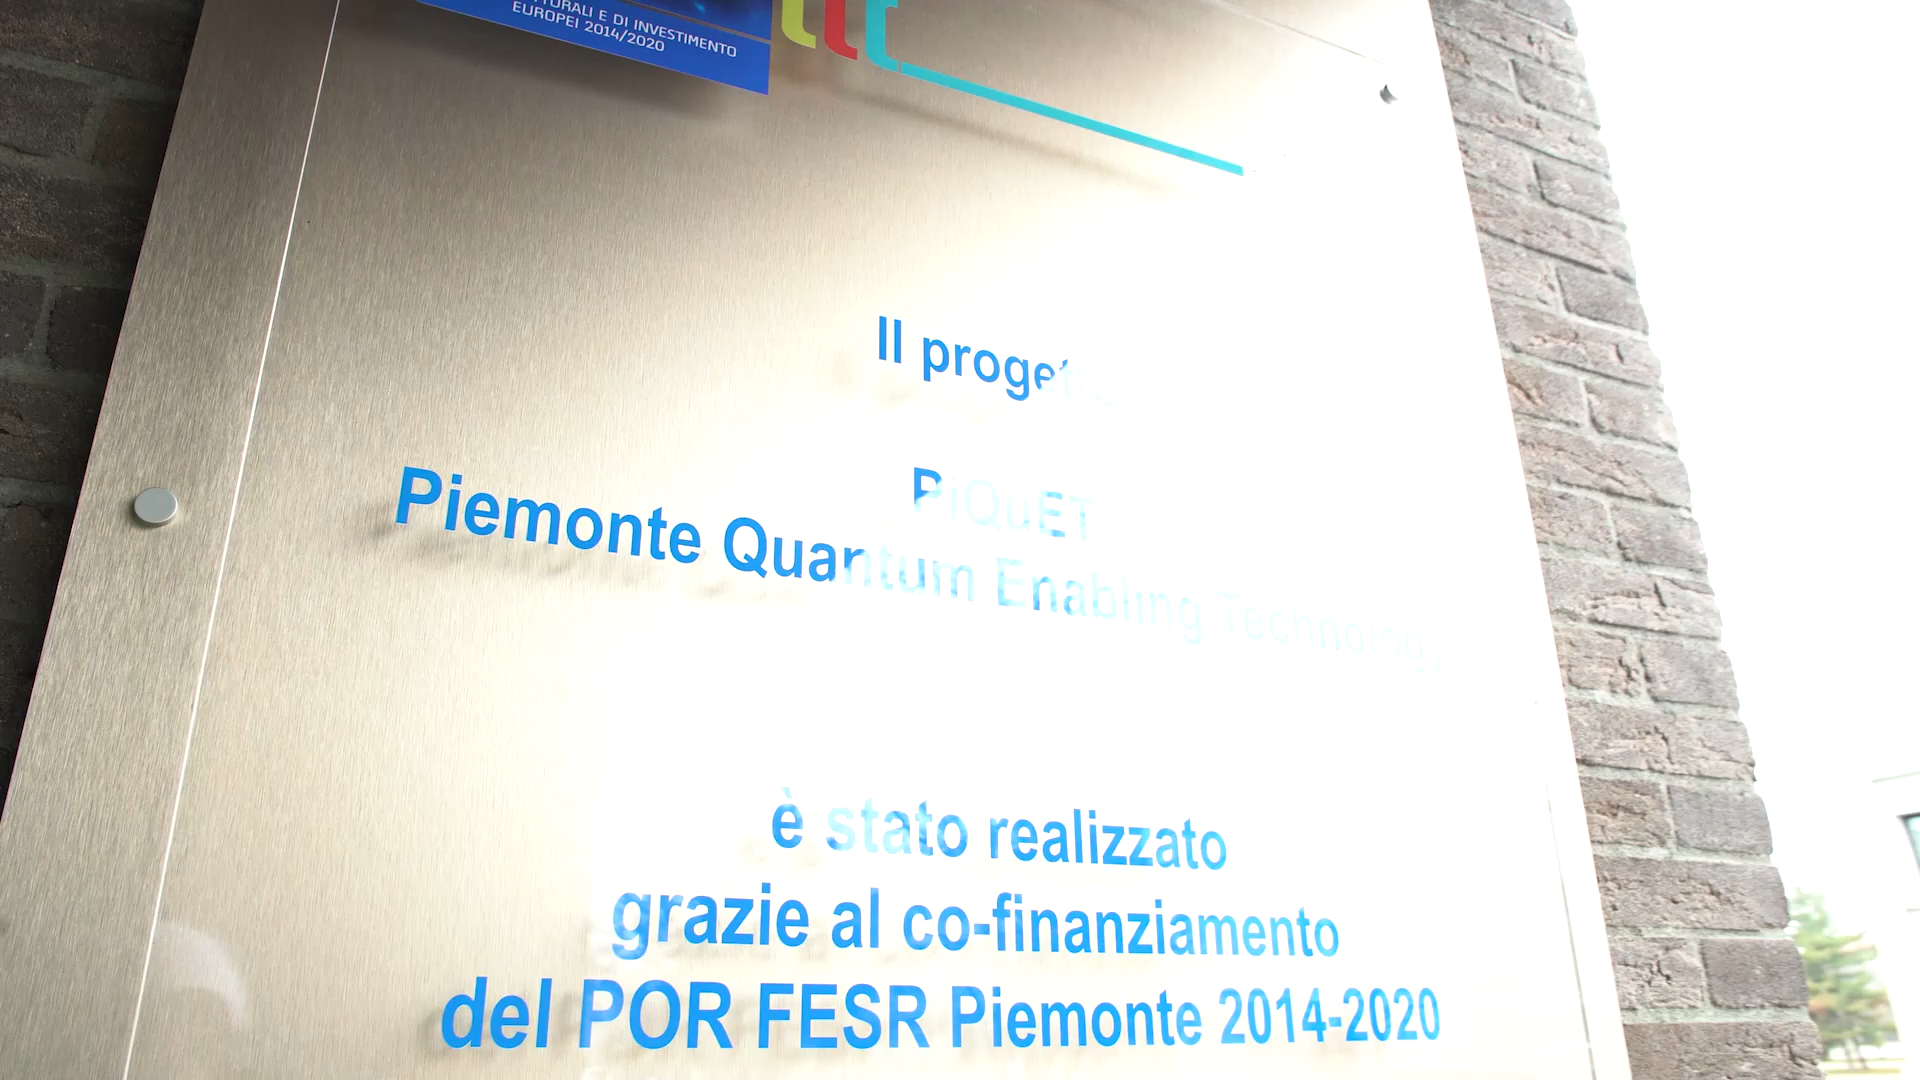 E DI INVESTIMENTO
EUROPEI 2014/2020
Il progetto
PiQuET
Piemonte Quantum Enabling Technology
è stato realizzato
grazie al co-finanziamento
del POR FESR Piemonte 2014-2020